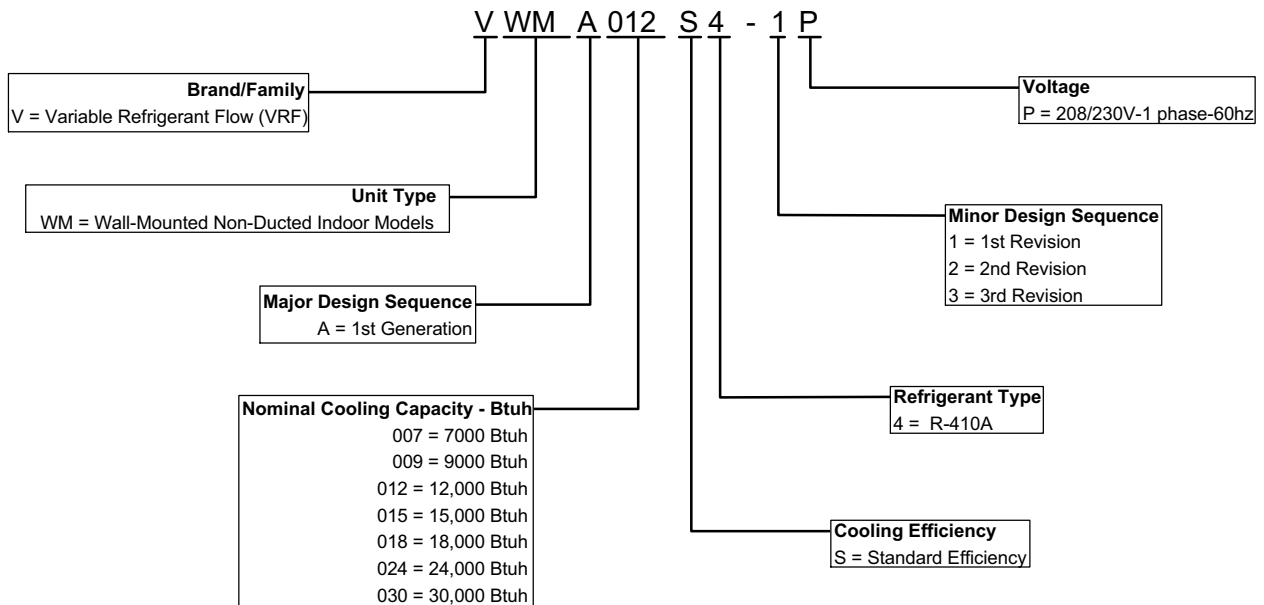 V WM A 012 S 4 - 1 P
Brand/Family
V = Variable Refrigerant Flow (VRF)
Unit Type
WM = Wall-Mounted Non-Ducted Indoor Models
Major Design Sequence
A = 1st Generation
Nominal Cooling Capacity - Btuh
007 = 7000 Btuh
009 = 9000 Btuh
012 = 12,000 Btuh
015 = 15,000 Btuh
018 = 18,000 Btuh
024 = 24,000 Btuh
030 = 30,000 Btuh
Voltage
P = 208/230V-1 phase-60hz
Minor Design Sequence
1 = 1st Revision
2 = 2nd Revision
3 = 3rd Revision
Refrigerant Type
4 = R-410A
Cooling Efficiency
S = Standard Efficiency